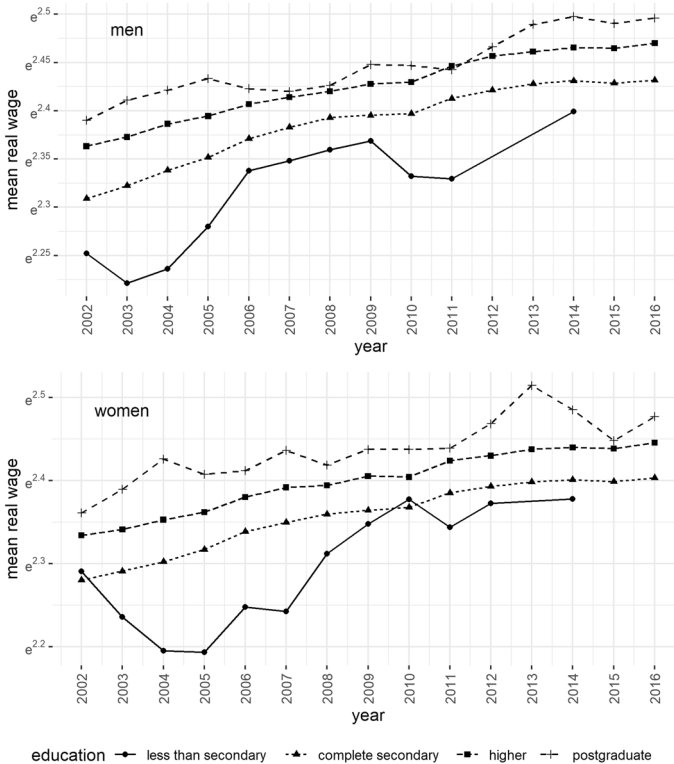 men
mean real wage
e^2.5
e^2.45
e^2.4
e^2.35
e^2.3
e^2.25
2002 2003 2004 2005 2006 2007 2008 2009 2010 2011 2012 2013 2014 2015 2016
year
women
mean real wage
e^2.5
e^2.4
e^2.3
e^2.2
2002 2003 2004 2005 2006 2007 2008 2009 2010 2011 2012 2013 2014 2015 2016
year
education less than secondary complete secondary higher postgraduate